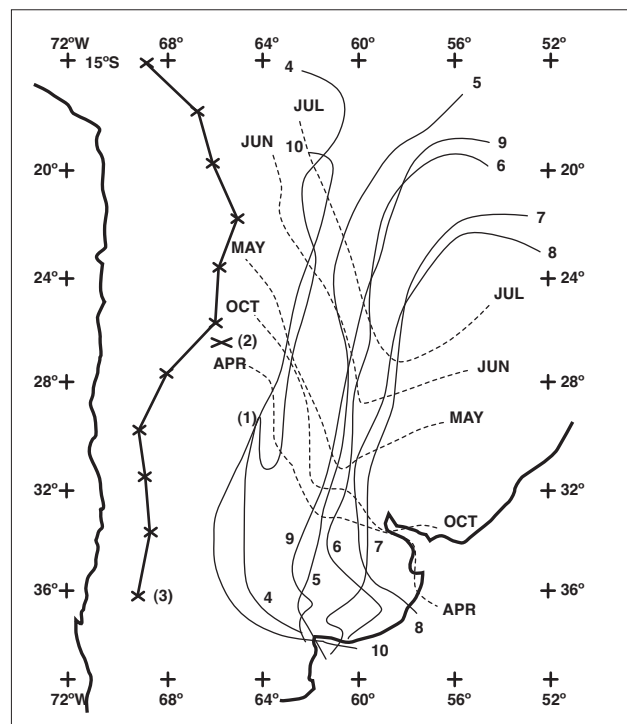 72ºW 68º 64º 60º 56º 52º
15ºS
4
5
JUL
JUN 10
9
6
20º 20º
7
MAY
8
24º 24º
JUL
OCT
(2)
APR
JUN
28º 28º
(1)
MAY
32º 32º
OCT
9 6 7
5
4
(3)
36º 36º
APR
8
10
72ºW 68º 64º 60º 56º 52º